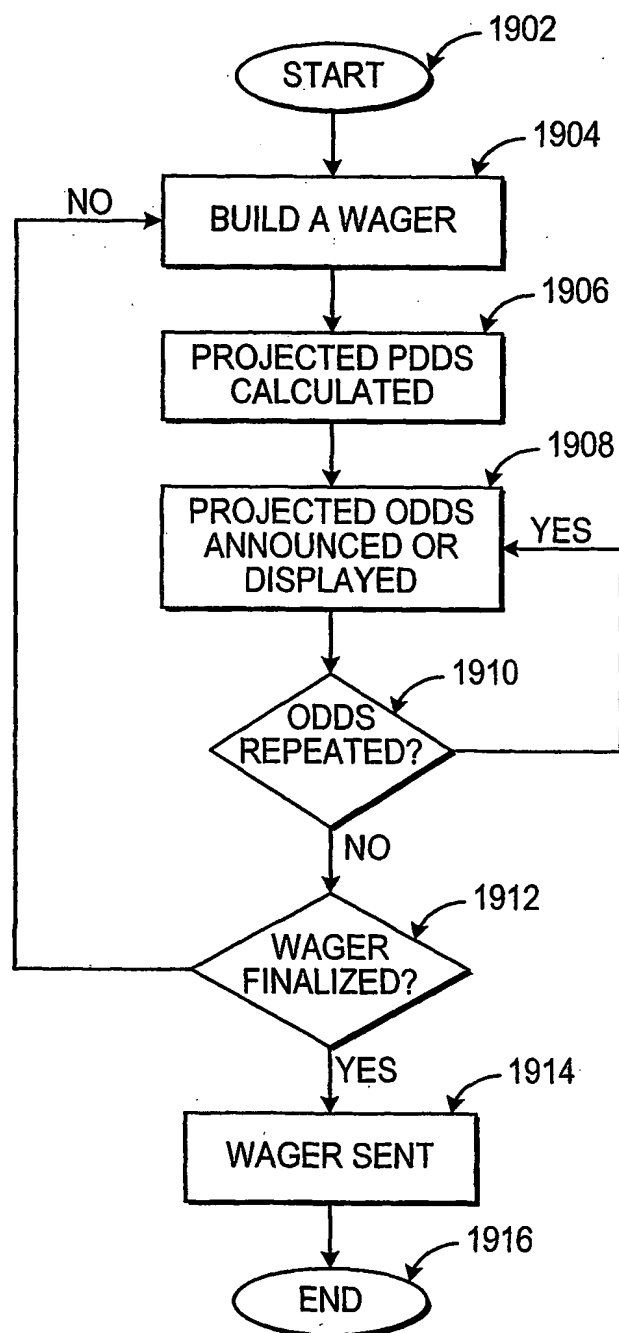 1902
START
1904
NO
BUILD A WAGER
1906
PROJECTED PDDS
CALCULATED
1908
PROJECTED ODDS
ANNOUNCED OR
DISPLAYED
YES
1910
ODDS
REPEATED?
NO
1912
WAGER
FINALIZED?
YES
1914
WAGER SENT
1916
END